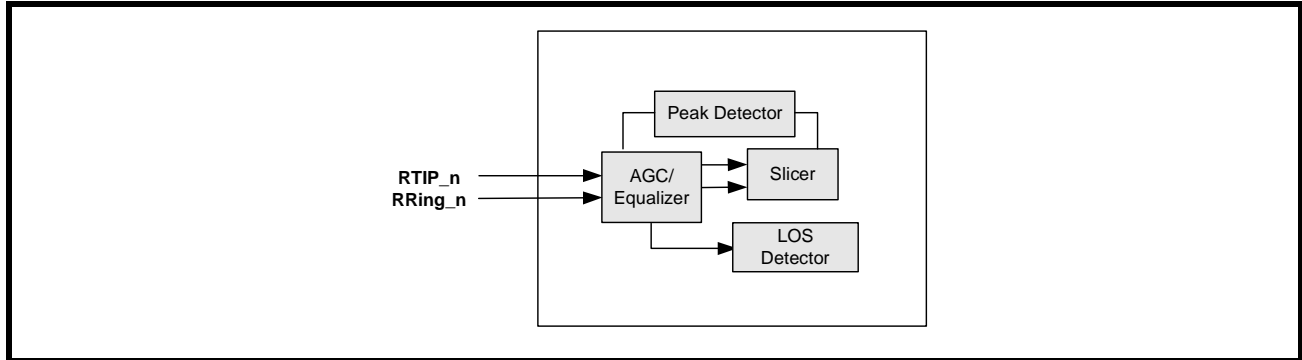 Peak Detector
RTIP_n
RRing_n
AGC/
Equalizer
Slicer
LOS
Detector